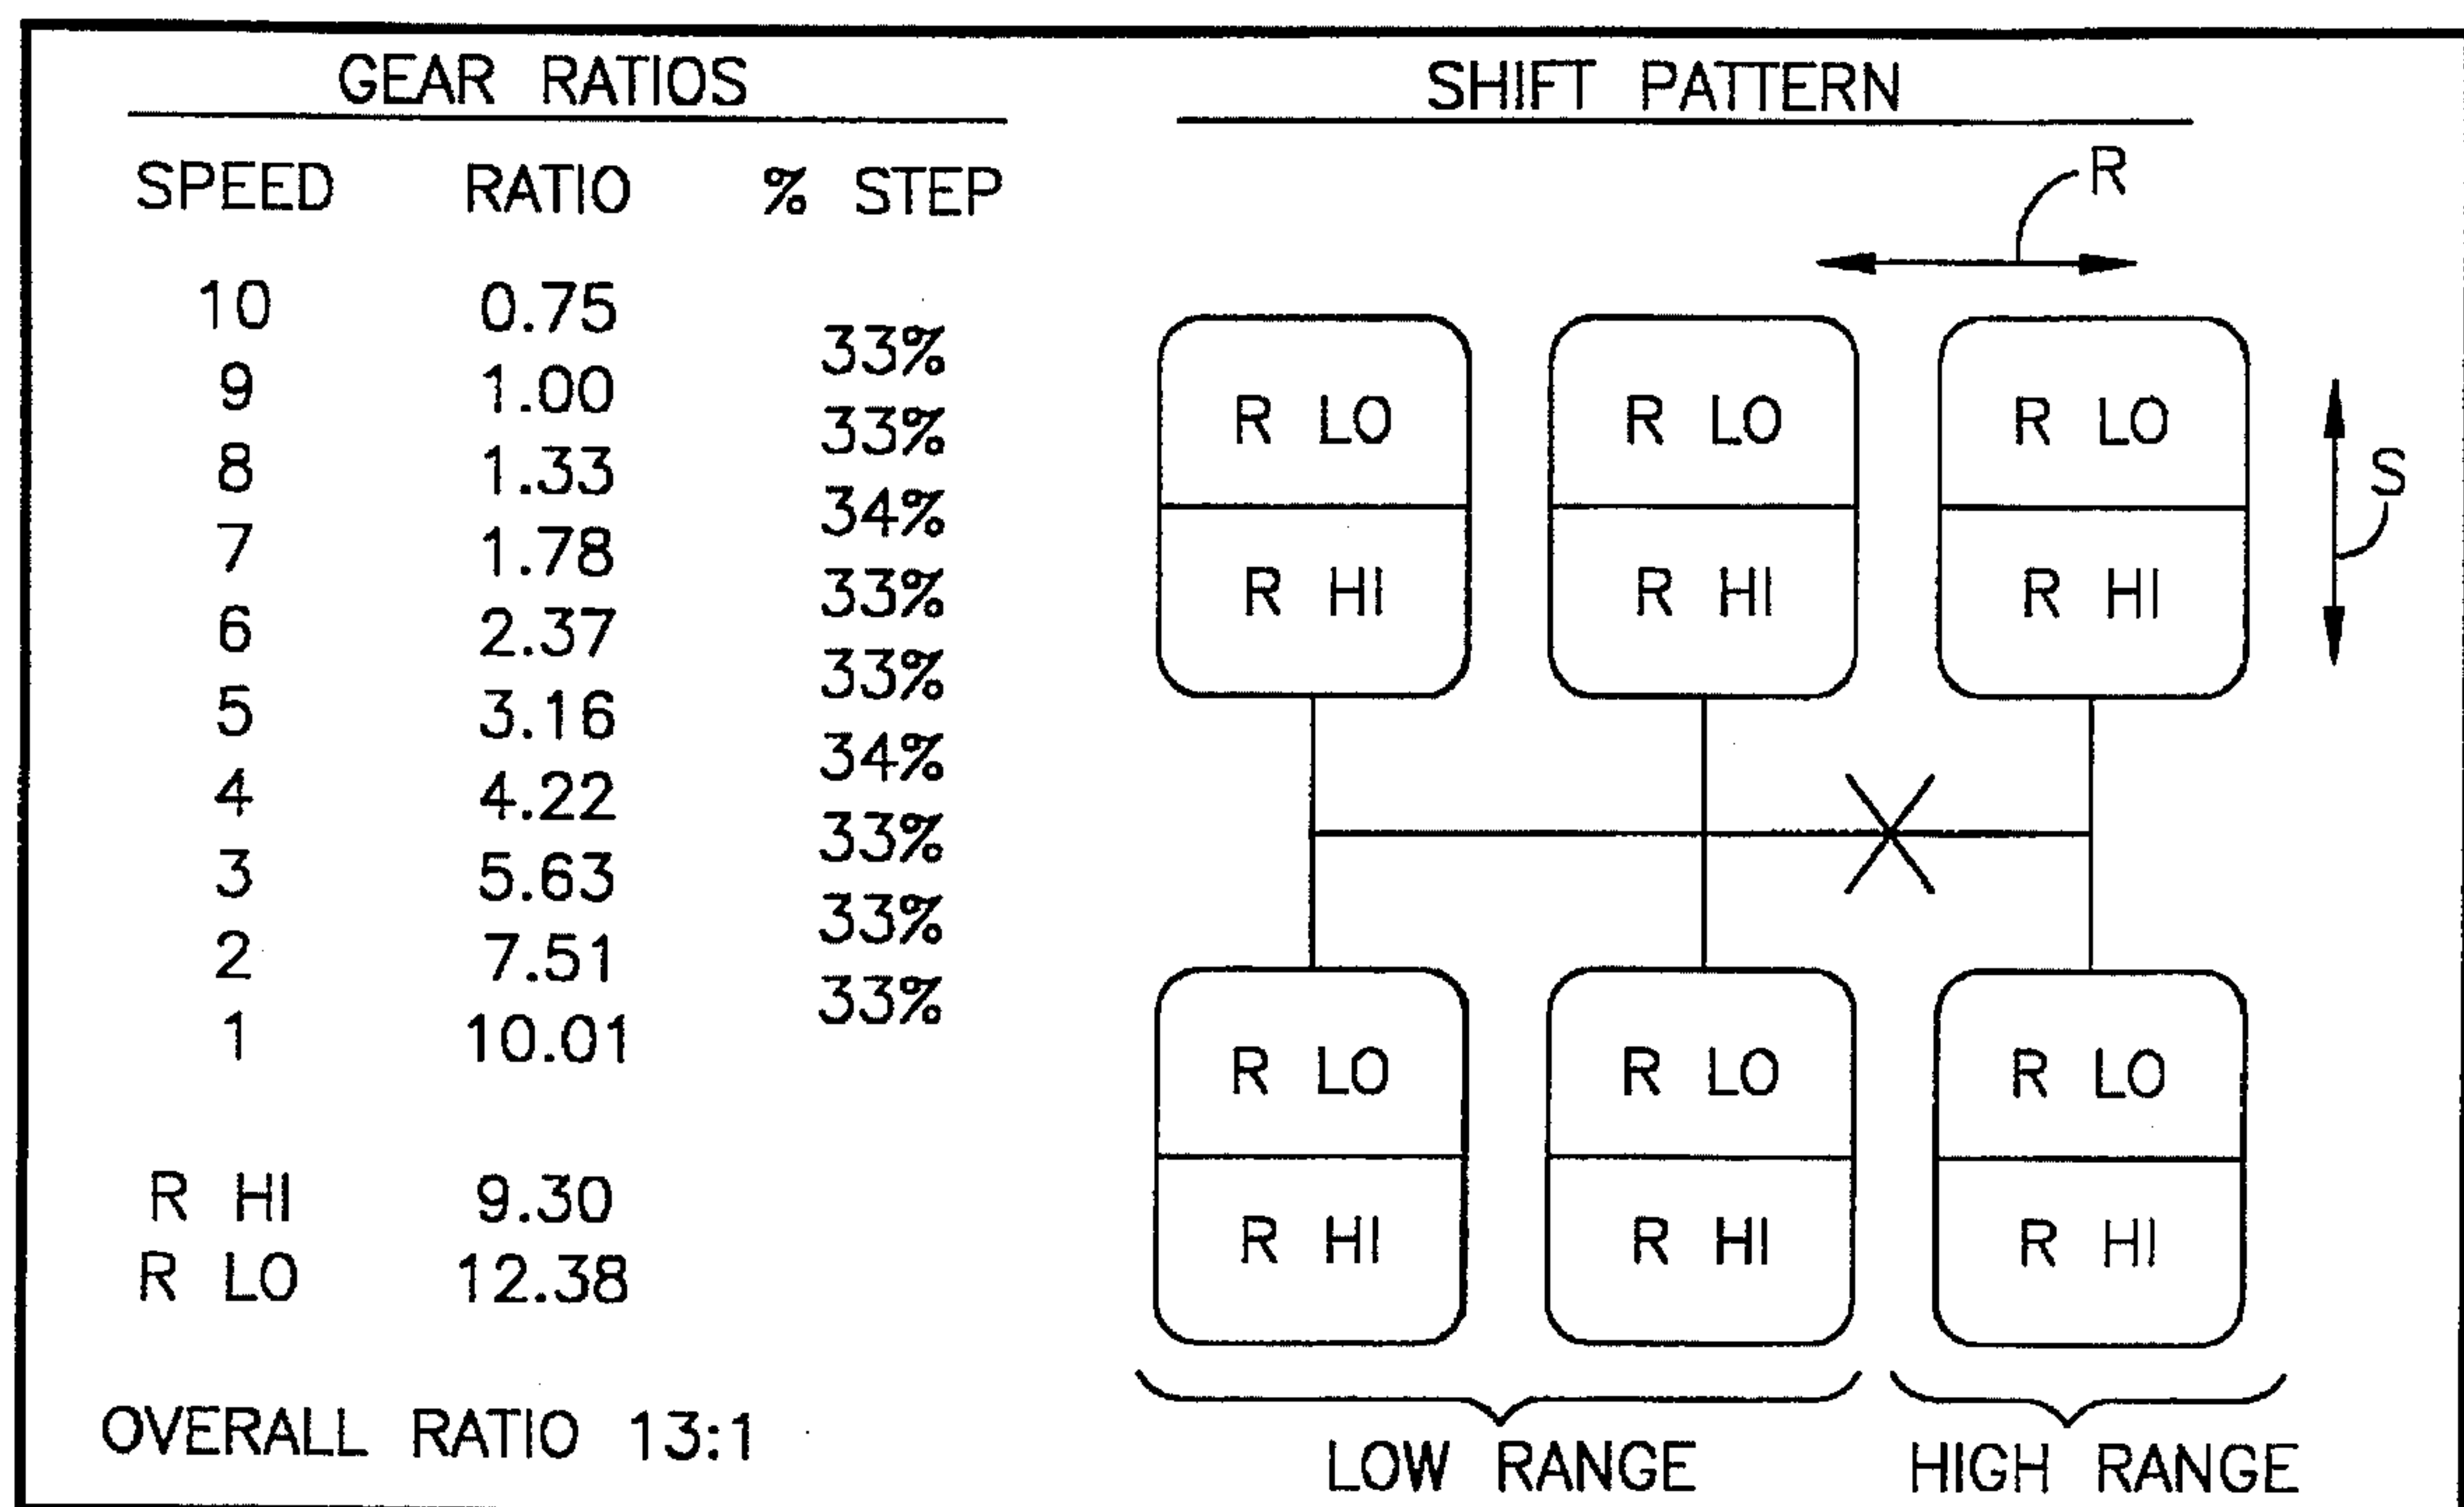 GEAR RATIOS
SPEED RATIO % STEP
10 0.75
33%
9 1.00
33%
8 1.33
34%
7 1.78
33%
6 2.37
33%
5 3.16
34%
4 4.22
33%
3 5.63
33%
2 7.51
33%
1 10.01
R HI 9.30
R LO 12.38
OVERALL RATIO 13:1
SHIFT PATTERN
R
R LO R LO R LO
S
R HI R HI R HI
R LO R LO R LO
R HI R HI R HI
LOW RANGE HIGH RANGE